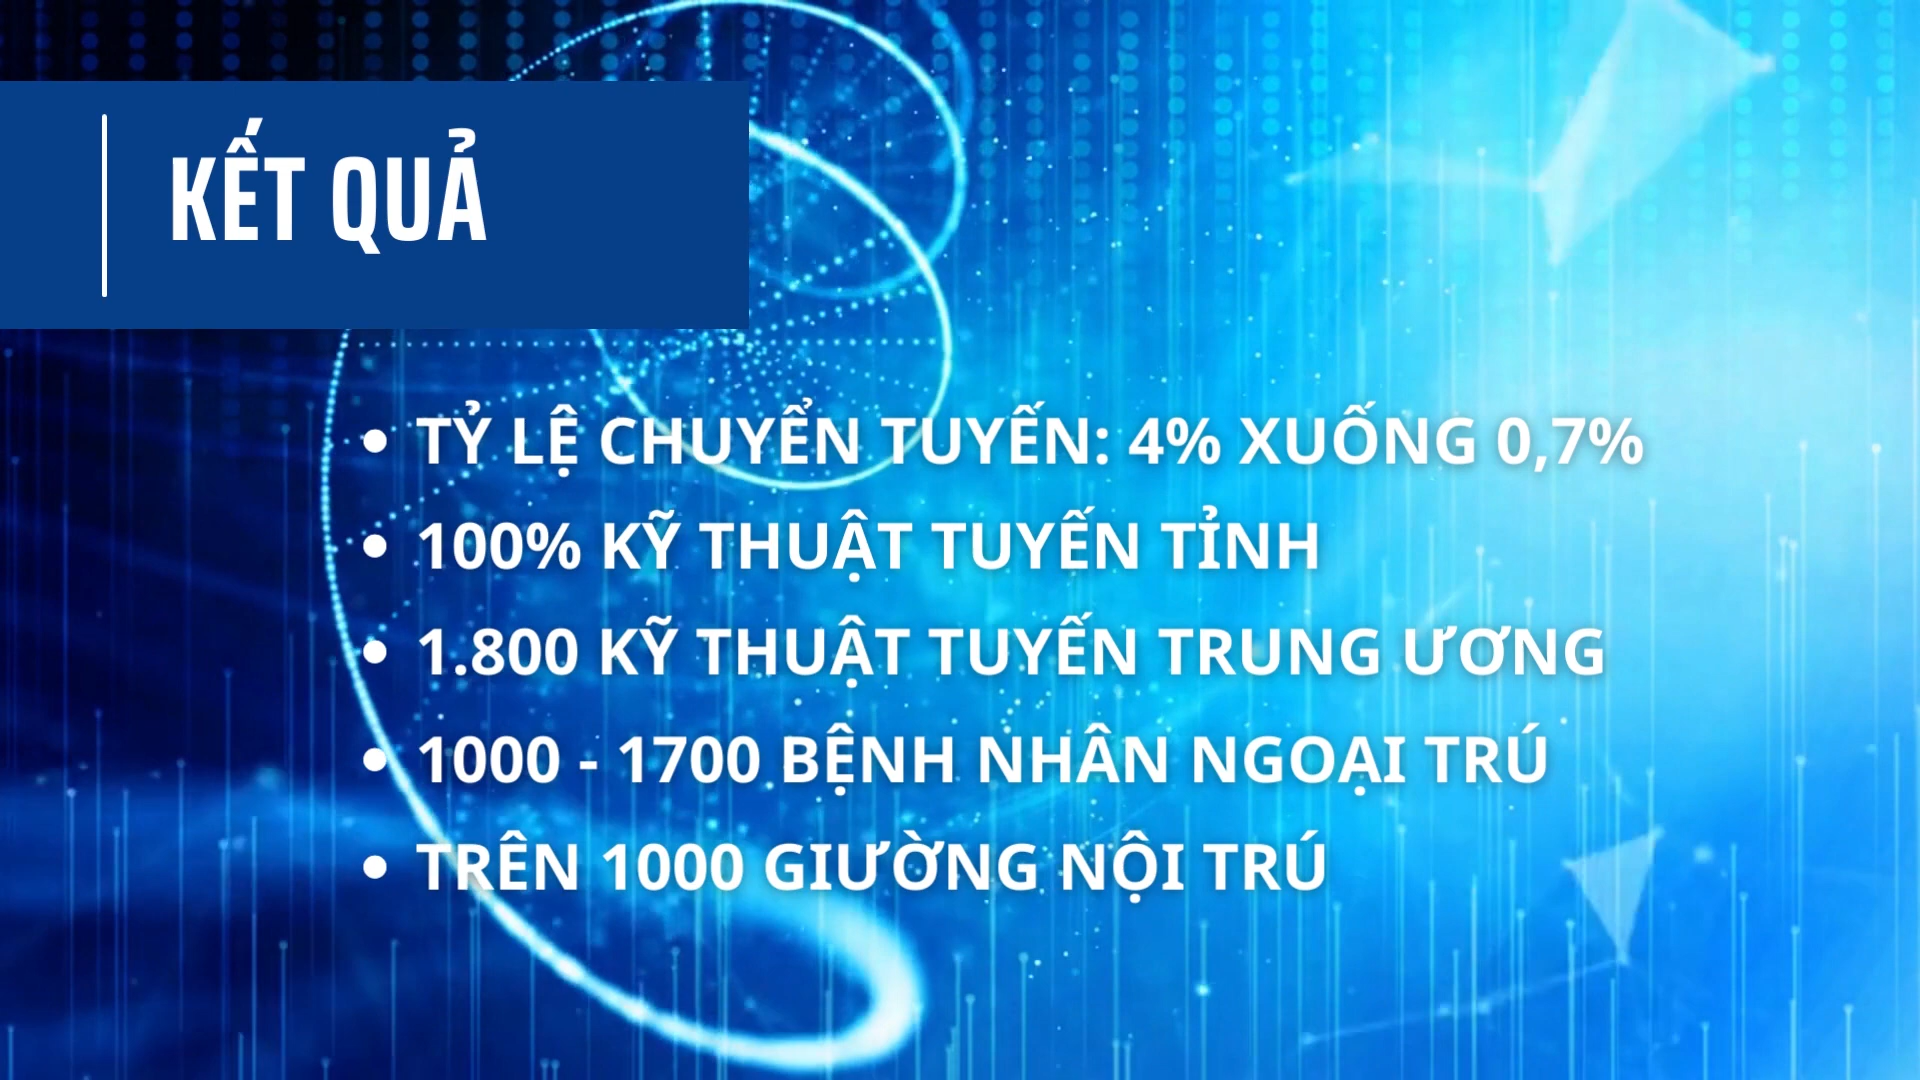 KẾT QUẢ
• TỶ LỆ CHUYỂN TUYẾN: 4% XUỐNG 0,7%
• 100% KỸ THUẬT TUYẾN TỈNH
• 1.800 KỸ THUẬT TUYẾN TRUNG ƯƠNG
• 1000 - 1700 BỆNH NHÂN NGOẠI TRÚ
• TRÊN 1000 GIƯỜNG NỘI TRÚ